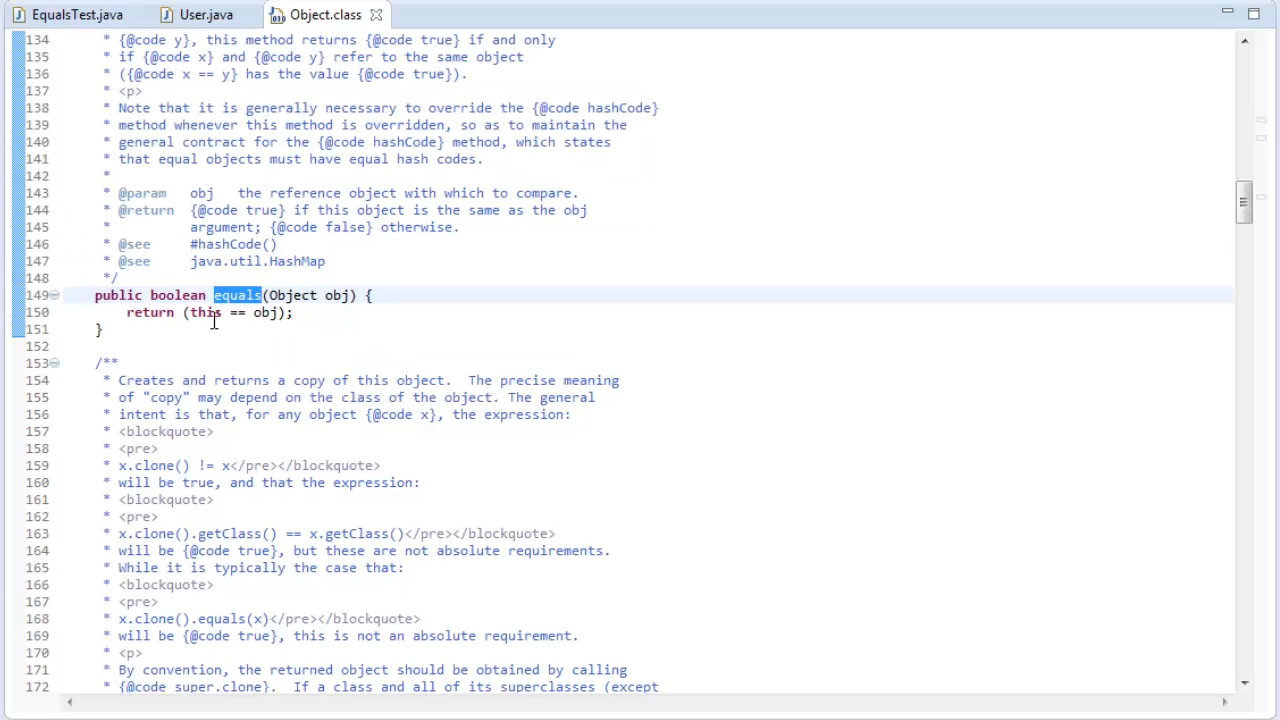 EqualsTest.java User.java Object.class
134 * {@code y}, this method returns {@code true} if and only
135 * if {@code x} and {@code y} refer to the same object
136 * ({@code x == y} has the value {@code true}).
137 * <p>
138 * Note that it is generally necessary to override the {@code hashCode}
139 * method whenever this method is overridden, so as to maintain the
140 * general contract for the {@code hashCode} method, which states
141 * that equal objects must have equal hash codes.
142 *
143 * @param obj the reference object with which to compare.
144 * @return {@code true} if this object is the same as the obj
145 * argument; {@code false} otherwise.
146 * @see #hashCode()
147 * @see java.util.HashMap
148 */
149 public boolean equals(Object obj) {
150 return (this == obj);
151 }
152
153 /**
154 * Creates and returns a copy of this object. The precise meaning
155 * of "copy" may depend on the class of the object. The general
156 * intent is that, for any object {@code x}, the expression:
157 * <blockquote>
158 * <pre>
159 * x.clone() != x</pre></blockquote>
160 * will be true, and that the expression:
161 * <blockquote>
162 * <pre>
163 * x.clone().getClass() == x.getClass()</pre></blockquote>
164 * will be {@code true}, but these are not absolute requirements.
165 * While it is typically the case that:
166 * <blockquote>
167 * <pre>
168 * x.clone().equals(x)</pre></blockquote>
169 * will be {@code true}, this is not an absolute requirement.
170 * <p>
171 * By convention, the returned object should be obtained by calling
172 * {@code super.clone}. If a class and all of its superclasses (except